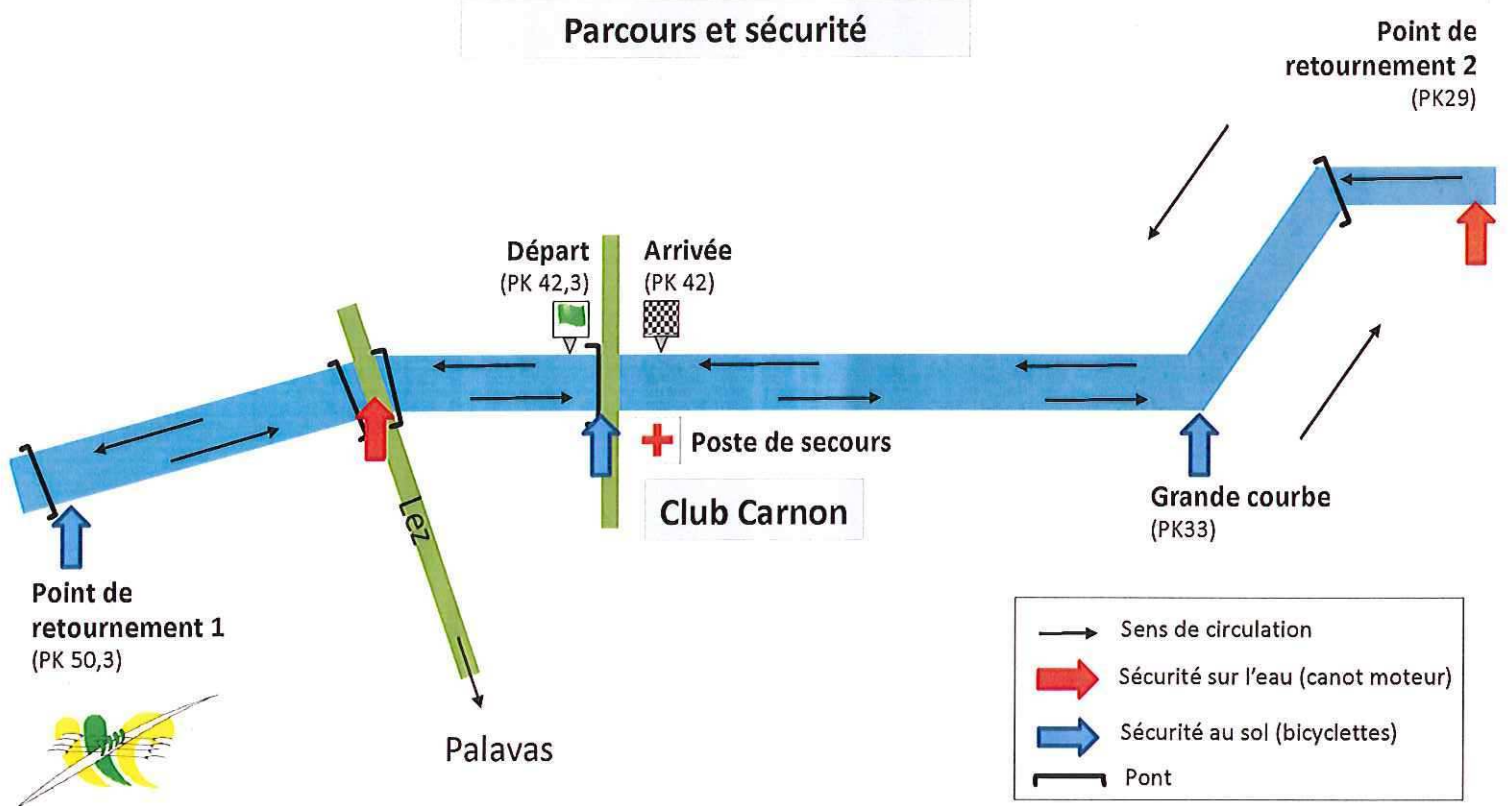 Parcours et sécurité
Point de
retournement 2
(PK29)
Départ
(PK 42,3)
Arrivée
(PK 42)
Poste de secours
Club Carnon
Grande courbe
(PK33)
Lez
Point de
retournement 1
(PK 50,3)
Palavas
Sens de circulation
Sécurité sur l'eau (canot moteur)
Sécurité au sol (bicyclettes)
Pont